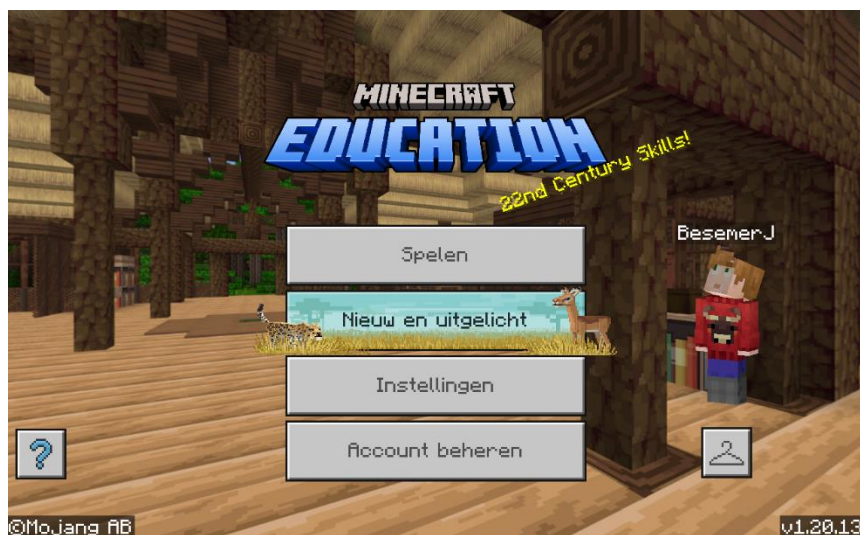 MINECRAFT
EDUCATION
22nd Century Skills!
Spelen
BesemerJ
Nieuw en uitgelicht
Instellingen
Account beheren
?
©Mojang AB
v1.20.13